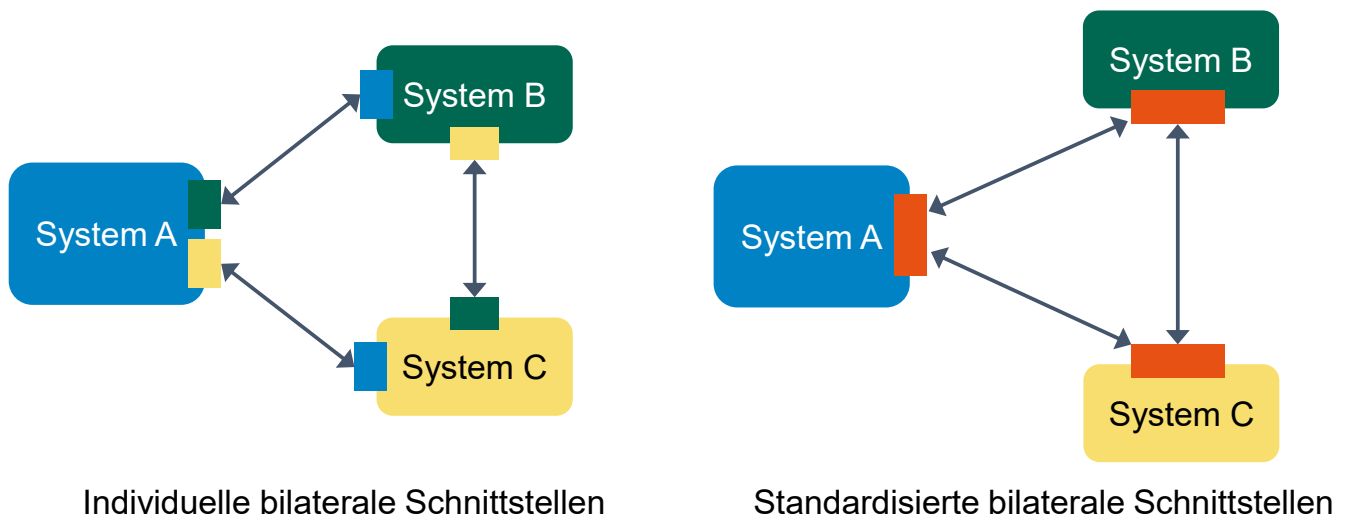 System B
System A
System C
Individuelle bilaterale Schnittstellen
System B
System A
System C
Standardisierte bilaterale Schnittstellen